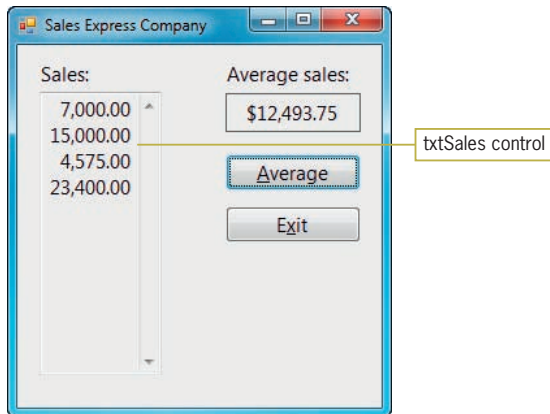 Sales Express Company
Sales:
Average sales:
7,000.00
15,000.00
4,575.00
23,400.00
$12,493.75
txtSales control
Average
Exit